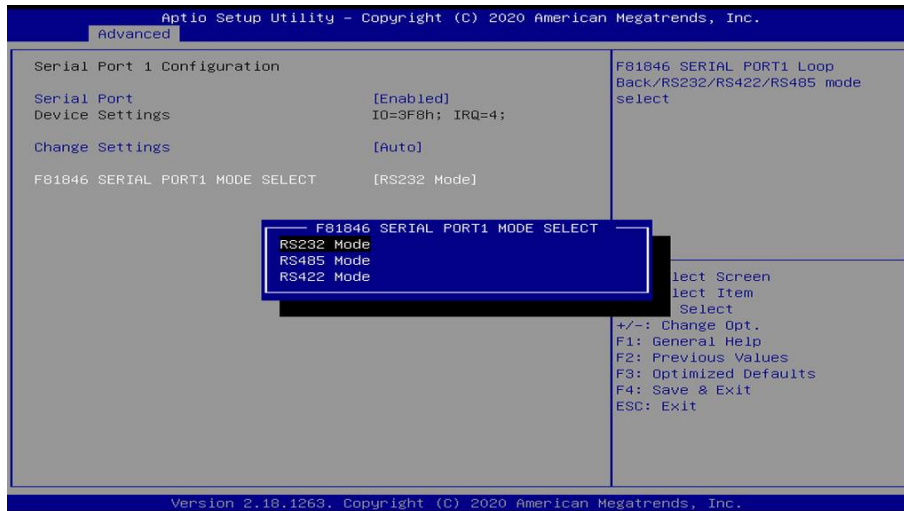 Aptio Setup Utility – Copyright (C) 2020 American Megatrends, Inc.
Advanced
Serial Port 1 Configuration
Serial Port [Enabled]
Device Settings IO=3F8h; IRQ=4;
Change Settings [Auto]
F81846 SERIAL PORT1 MODE SELECT [RS232 Mode]
F81846 SERIAL PORT1 Loop
Back/RS232/RS422/RS485 mode
select
F81846 SERIAL PORT1 MODE SELECT
RS232 Mode
RS485 Mode
RS422 Mode
Screen
Item
Select
+/-: Change Opt.
F1: General Help
F2: Previous Values
F3: Optimized Defaults
F4: Save & Exit
ESC: Exit
Version 2.18.1263. Copyright (C) 2020 American Megatrends, Inc.